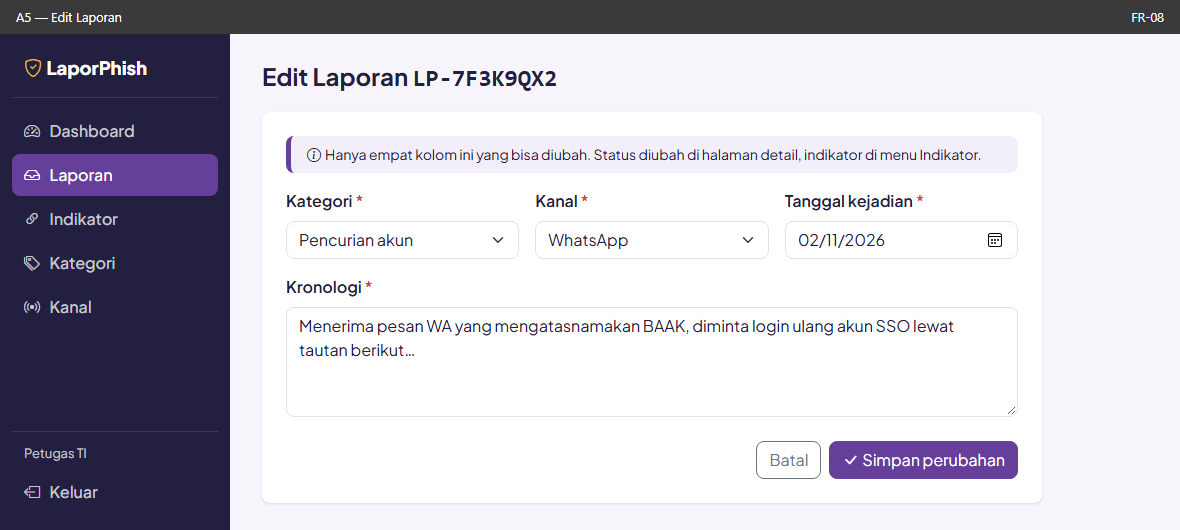 A5 — Edit Laporan
FR-08
LaporPhish
Dashboard
Laporan
Indikator
Kategori
Kanal
Petugas TI
Keluar
Edit Laporan LP-7F3K9QX2
Hanya empat kolom ini yang bisa diubah. Status diubah di halaman detail, indikator di menu Indikator.
Kategori *
Kanal *
Tanggal kejadian *
Pencurian akun
WhatsApp
02/11/2026
Kronologi *
Menerima pesan WA yang mengatasnamakan BAAK, diminta login ulang akun SSO lewat
tautan berikut…
Batal
Simpan perubahan